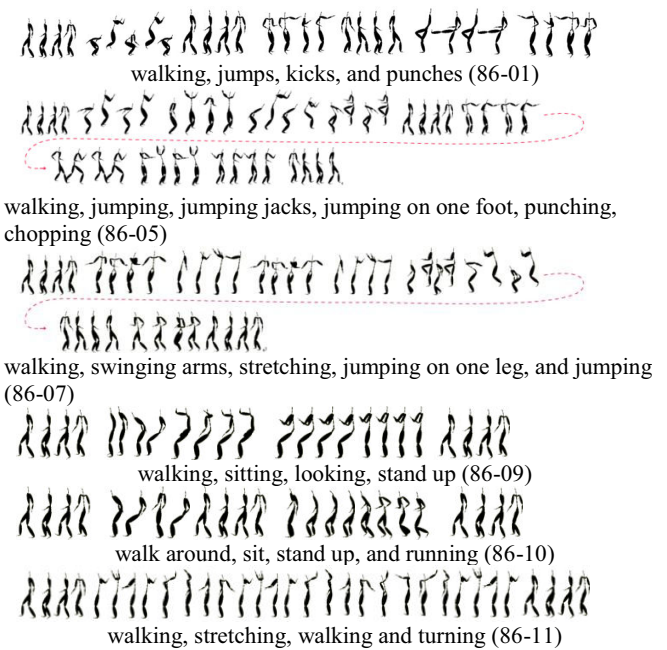 walking, jumps, kicks, and punches (86-01)
walking, jumping, jumping jacks, jumping on one foot, punching,
chopping (86-05)
walking, swinging arms, stretching, jumping on one leg, and jumping
(86-07)
walking, sitting, looking, stand up (86-09)
walk around, sit, stand up, and running (86-10)
walking, stretching, walking and turning (86-11)